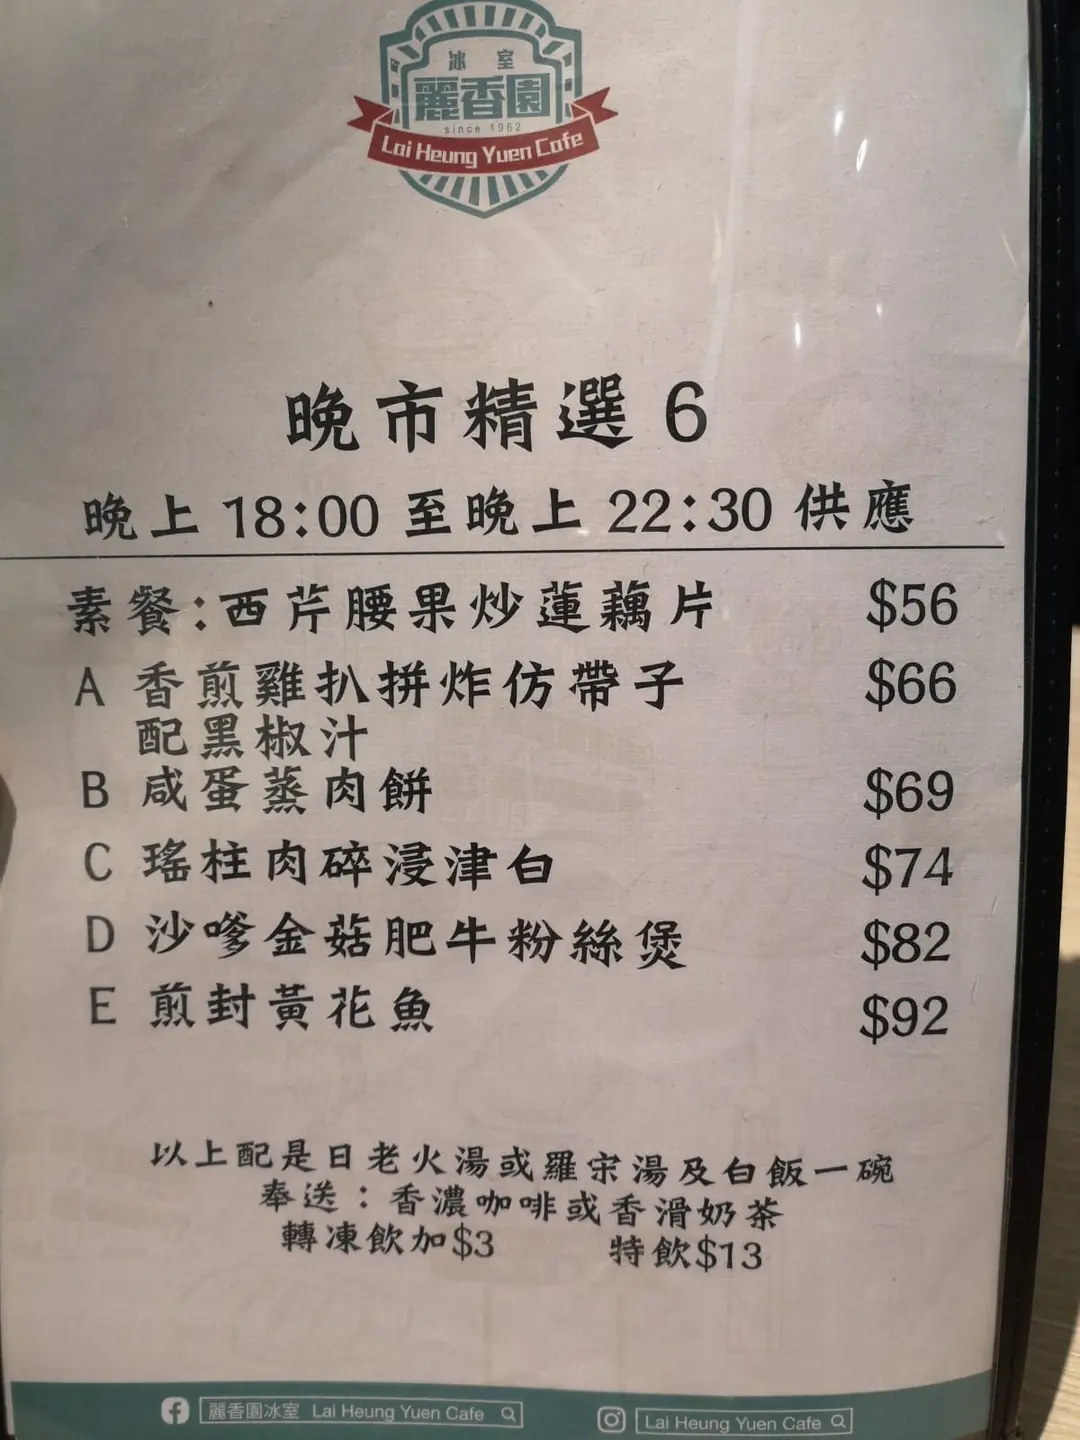 冰室
麗香園
since 1962
Lai Heung Yuen Cafe
晚市精選 6
晚上 18:00 至晚上 22:30 供應
素餐:西芹腰果炒蓮藕片 $56
A 香煎雞扒拼炸仿帶子 $66
配黑椒汁
B 咸蛋蒸肉餅 $69
C 瑤柱肉碎浸津白 $74
D 沙嗲金菇肥牛粉絲煲 $82
E 煎封黃花魚 $92
以上配是日老火湯或羅宋湯及白飯一碗
奉送：香濃咖啡或香滑奶茶
轉凍飲加$3 特飲$13
麗香園冰室 Lai Heung Yuen Cafe
Lai Heung Yuen Cafe